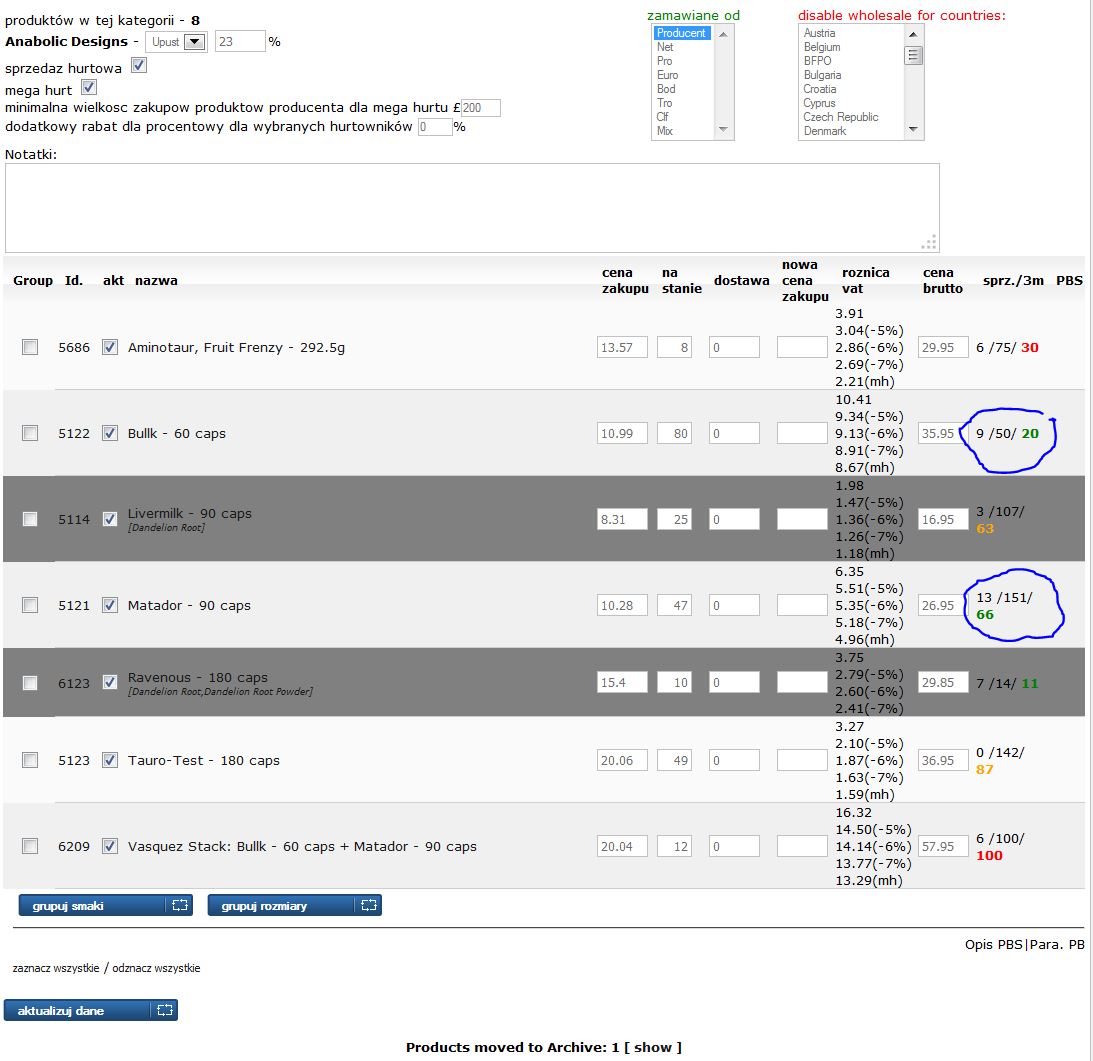 produktów w tej kategorii - 8
Anabolic Designs - Upust 23 %
sprzedaz hurtowa
mega hurt
minimalna wielkosc zakupow produktow producenta dla mega hurtu £200
dodatkowy rabat dla procentowy dla wybranych hurtowników 0 %
zamawiane od
Producent
Net
Pro
Euro
Bod
Tro
Clf
Mix
disable wholesale for countries:
Austria
Belgium
BFPO
Bulgaria
Croatia
Cyprus
Czech Republic
Denmark
Notatki:
Group Id. akt nazwa cena zakupu na stanie dostawa nowa cena zakupu roznica vat cena brutto sprz./3m PBS
5686 Aminotaur, Fruit Frenzy - 292.5g 13.57 8 0 3.91 29.95 6 /75/ 30
3.04(-5%)
2.86(-6%)
2.69(-7%)
2.21(mh)
5122 Bullk - 60 caps 10.99 80 0 10.41 35.95 9 /50/ 20
9.34(-5%)
9.13(-6%)
8.91(-7%)
8.67(mh)
5114 Livermilk - 90 caps 8.31 25 0 1.98 16.95 3 /107/
[Dandelion Root] 63
1.47(-5%)
1.36(-6%)
1.26(-7%)
1.18(mh)
5121 Matador - 90 caps 10.28 47 0 6.35 26.95 13 /151/
66
5.51(-5%)
5.35(-6%)
5.18(-7%)
4.96(mh)
6123 Ravenous - 180 caps 15.4 10 0 3.75 29.85 7 /14/ 11
[Dandelion Root,Dandelion Root Powder]
2.79(-5%)
2.60(-6%)
2.41(-7%)
5123 Tauro-Test - 180 caps 20.06 49 0 3.27 36.95 0 /142/
87
2.10(-5%)
1.87(-6%)
1.63(-7%)
1.59(mh)
6209 Vasquez Stack: Bullk - 60 caps + Matador - 90 caps 20.04 12 0 16.32 57.95 6 /100/
100
14.50(-5%)
14.14(-6%)
13.77(-7%)
13.29(mh)
grupuj smaki grupuj rozmiary
Opis PBS|Para. PB
zaznacz wszystkie / odznacz wszystkie
aktualizuj dane
Products moved to Archive: 1 [ show ]